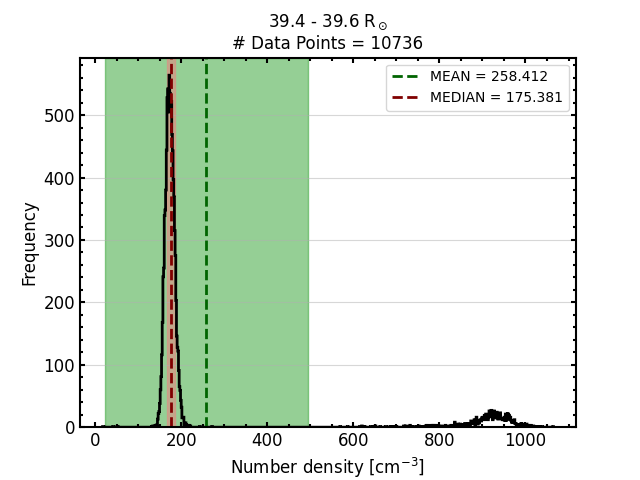 39.4 - 39.6 R⊙
# Data Points = 10736
MEAN = 258.412
MEDIAN = 175.381
500
400
300
200
100
0
Frequency
0 200 400 600 800 1000
Number density [cm⁻³]